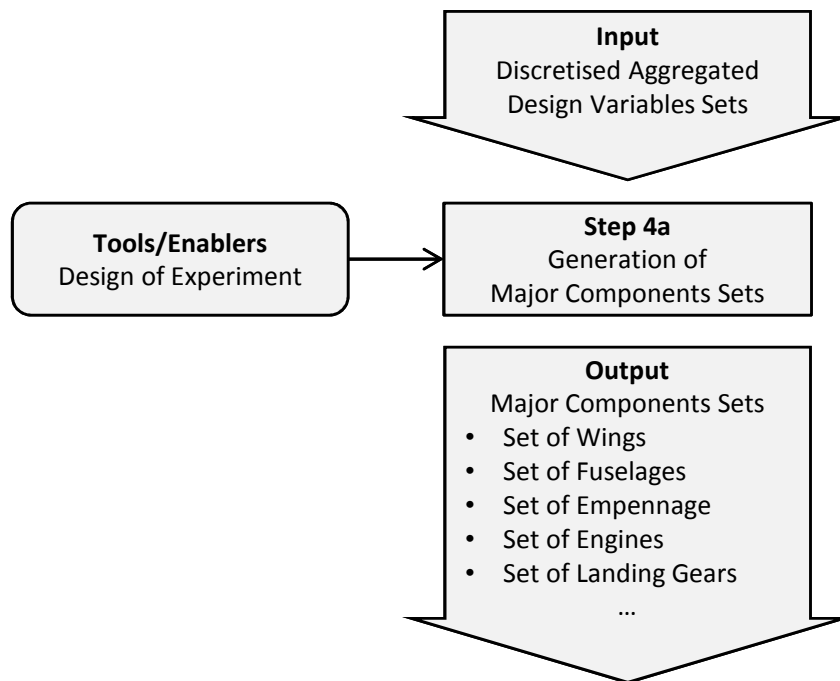 Input
Discretised Aggregated
Design Variables Sets
Tools/Enablers
Design of Experiment
Step 4a
Generation of
Major Components Sets
Output
Major Components Sets
• Set of Wings
• Set of Fuselages
• Set of Empennage
• Set of Engines
• Set of Landing Gears
...